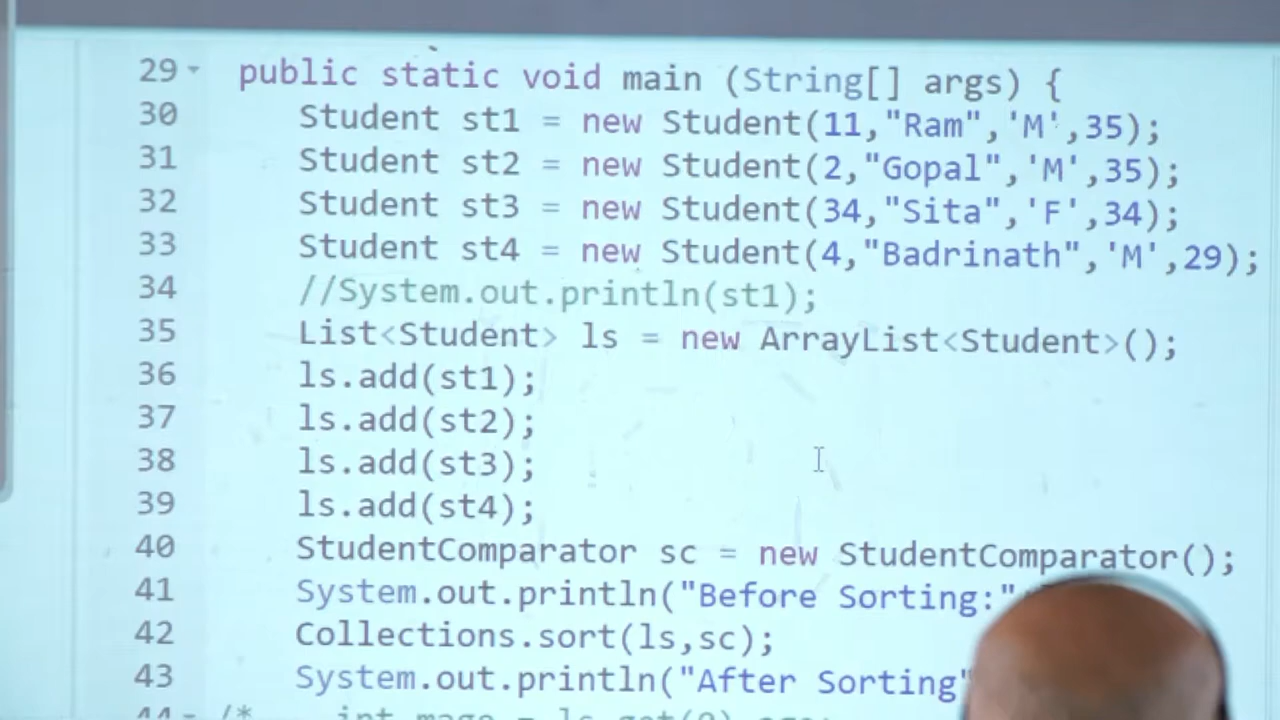 29 public static void main (String[] args) {
30 Student st1 = new Student(11,"Ram",'M',35);
31 Student st2 = new Student(2,"Gopal",'M',35);
32 Student st3 = new Student(34,"Sita",'F',34);
33 Student st4 = new Student(4,"Badrinath",'M',29);
34 //System.out.println(st1);
35 List<Student> ls = new ArrayList<Student>();
36 ls.add(st1);
37 ls.add(st2);
38 ls.add(st3);
39 ls.add(st4);
40 StudentComparator sc = new StudentComparator();
41 System.out.println("Before Sorting:"
42 Collections.sort(ls,sc);
43 System.out.println("After Sorting"
44 /* int